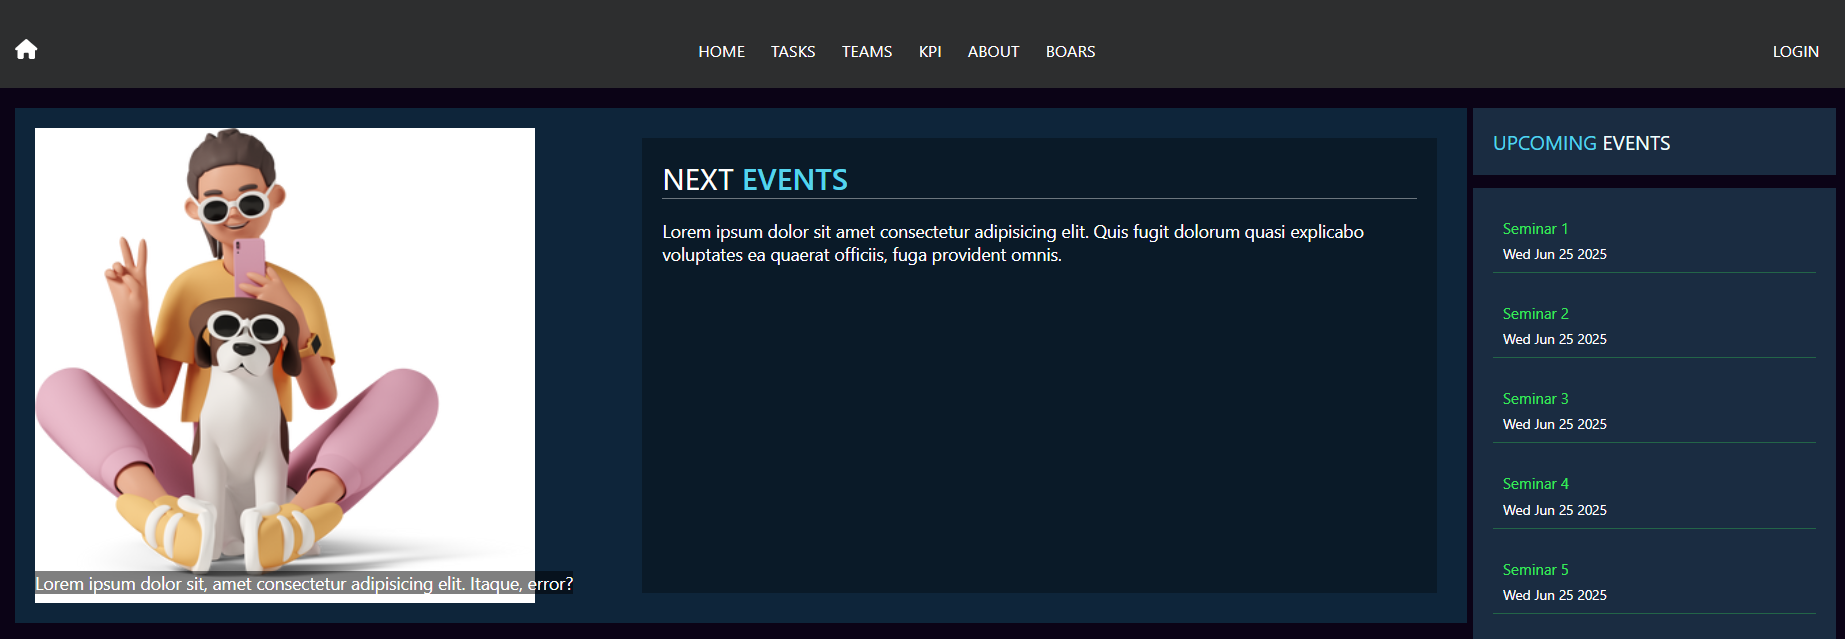 HOME TASKS TEAMS KPI ABOUT BOARS LOGIN
Lorem ipsum dolor sit, amet consectetur adipisicing elit. Itaque, error?
NEXT EVENTS
Lorem ipsum dolor sit amet consectetur adipisicing elit. Quis fugit dolorum quasi explicabo
voluptates ea quaerat officiis, fuga provident omnis.
UPCOMING EVENTS
Seminar 1
Wed Jun 25 2025
Seminar 2
Wed Jun 25 2025
Seminar 3
Wed Jun 25 2025
Seminar 4
Wed Jun 25 2025
Seminar 5
Wed Jun 25 2025